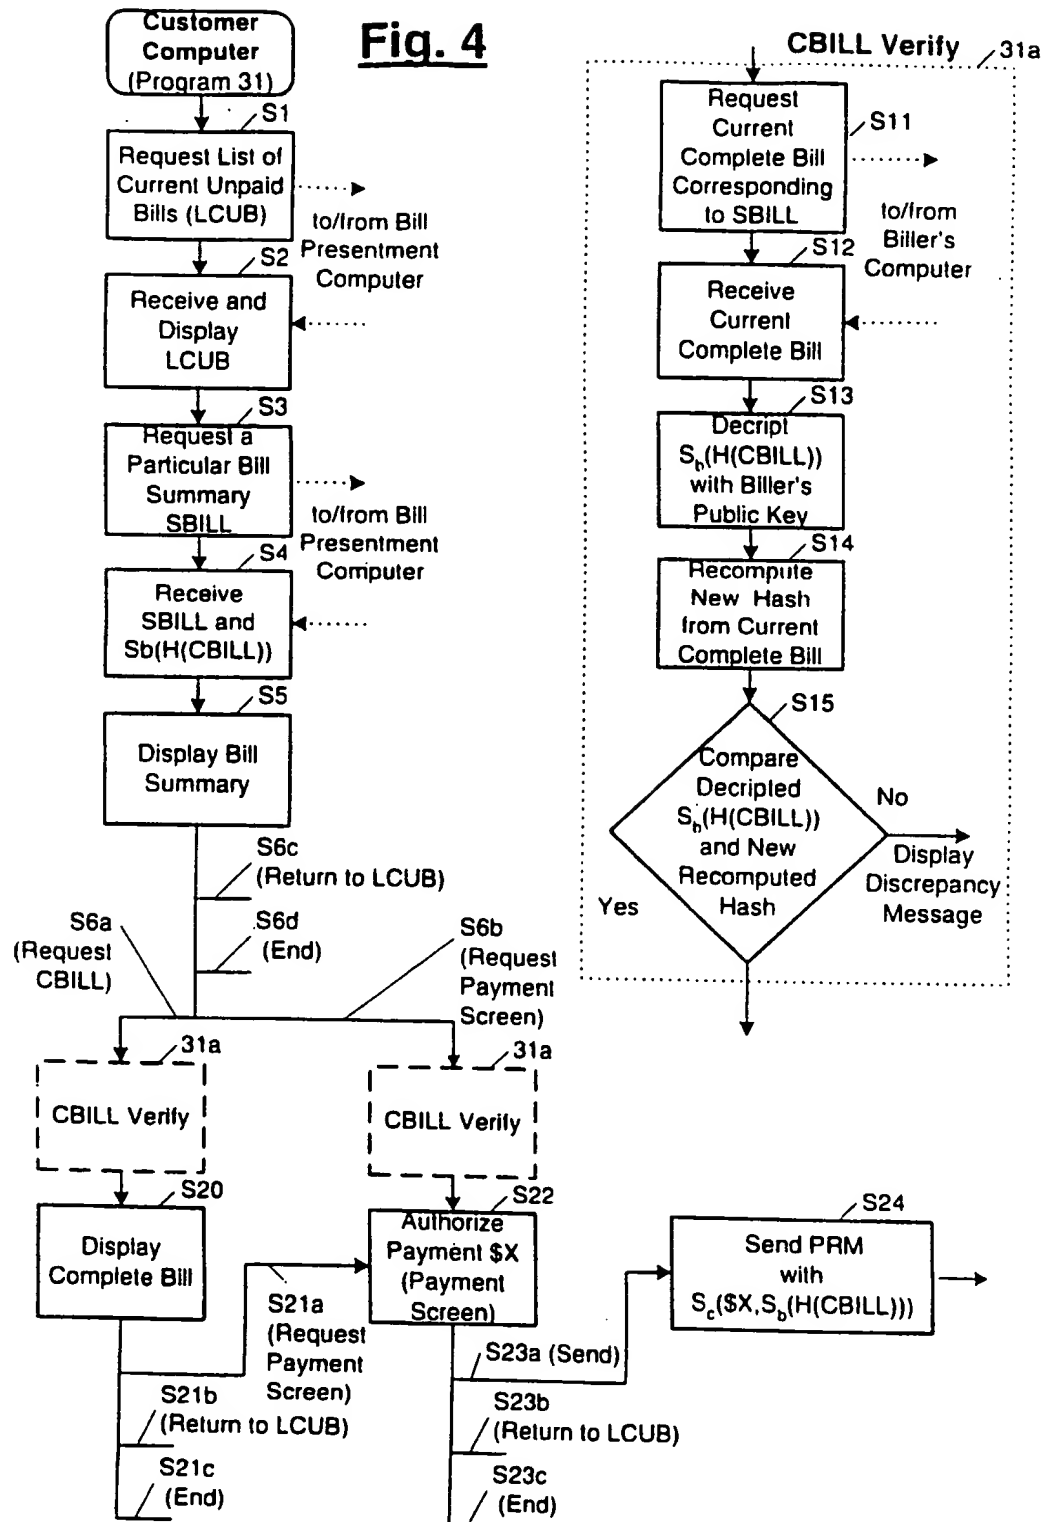 Fig. 4
Customer
Computer
(Program 31)
S1
Request List of
Current Unpaid
Bills (LCUB)
to/from Bill
Presentment
Computer
S2
Receive and
Display
LCUB
S3
Request a
Particular Bill
Summary
SBILL
to/from Bill
Presentment
Computer
S4
Receive
SBILL and
Sb(H(CBILL))
S5
Display Bill
Summary
S6c
(Return to LCUB)
S6d
(End)
S6a
(Request
CBILL)
S6b
(Request
Payment
Screen)
31a
CBILL Verify
31a
CBILL Verify
S20
Display
Complete Bill
S21a
(Request
Payment
Screen)
S21b
(Return to LCUB)
S21c
(End)
S22
Authorize
Payment $X
(Payment
Screen)
S23a (Send)
S23b
(Return to LCUB)
S23c
(End)
S24
Send PRM
with
Sc($X,Sb(H(CBILL)))
CBILL Verify
31a
Request
Current
Complete Bill
Corresponding
to SBILL
S11
to/from
Biller's
Computer
S12
Receive
Current
Complete Bill
S13
Decript
Sb(H(CBILL))
with Biller's
Public Key
S14
Recompute
New Hash
from Current
Complete Bill
S15
Compare
Decripted
Sb(H(CBILL))
and New
Recomputed
Hash
No
Display
Discrepancy
Message
Yes